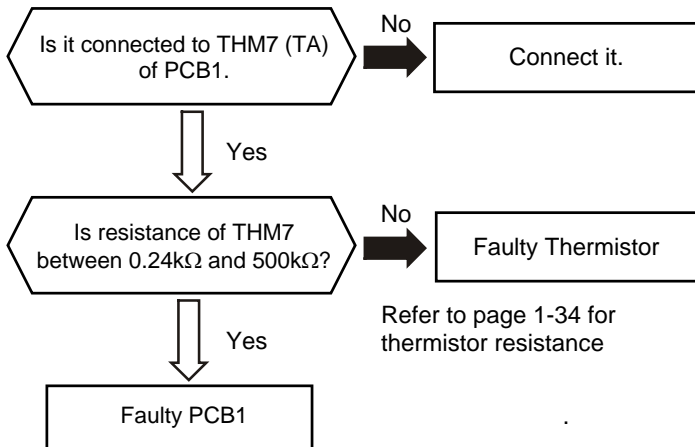 Is it connected to THM7 (TA)
of PCB1.
No
Connect it.
Yes
Is resistance of THM7
between 0.24kΩ and 500kΩ?
No
Faulty Thermistor
Refer to page 1-34 for
thermistor resistance
Yes
Faulty PCB1
.